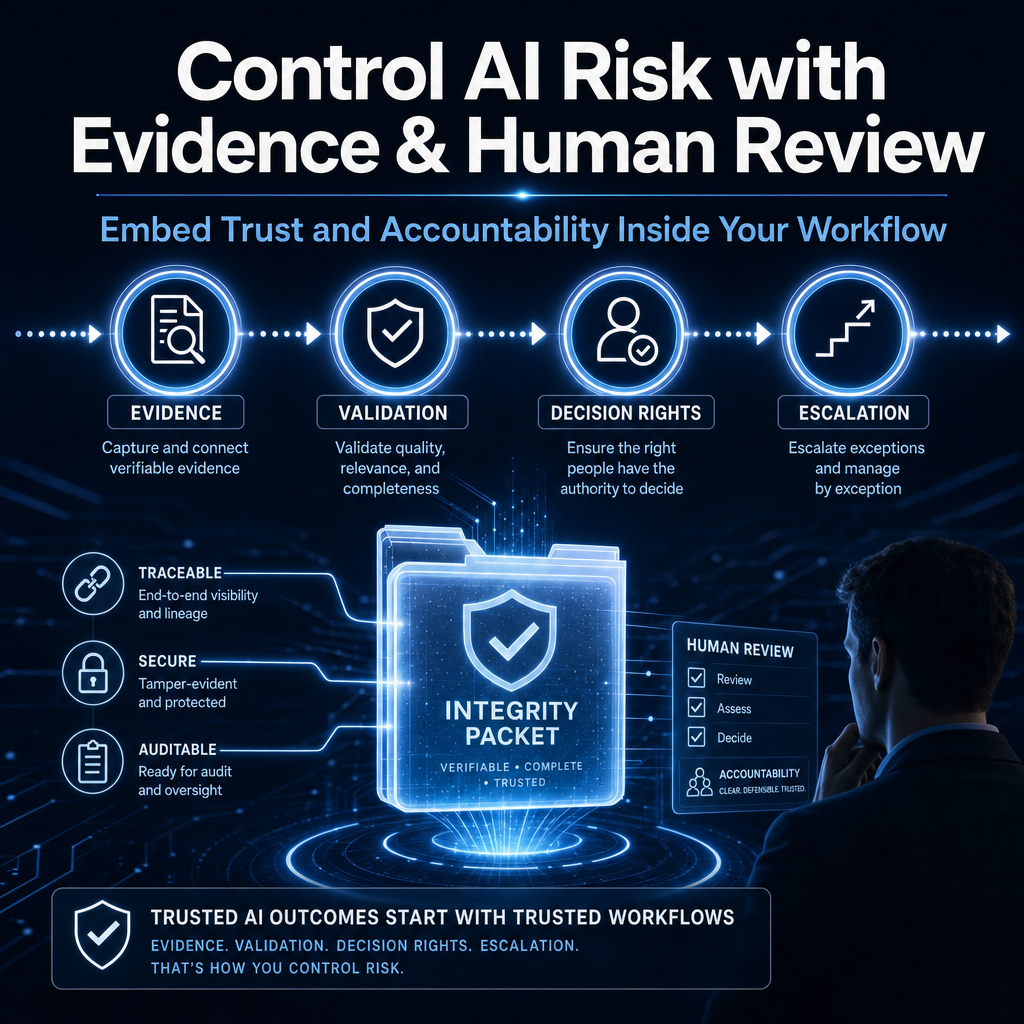 Control AI Risk with
Evidence & Human Review
Embed Trust and Accountability Inside Your Workflow
EVIDENCE
Capture and connect
verifiable evidence
VALIDATION
Validate quality,
relevance, and
completeness
DECISION RIGHTS
Ensure the right
people have the
authority to decide
ESCALATION
Escalate exceptions
and manage
by exception
TRACEABLE
End-to-end visibility
and lineage
SECURE
Tamper-evident
and protected
AUDITABLE
Ready for audit
and oversight
INTEGRITY
PACKET
VERIFIABLE • COMPLETE
• TRUSTED
HUMAN REVIEW
Review
Assess
Decide
ACCOUNTABILITY
CLEAR. DEFENSIBLE. TRUSTED.
TRUSTED AI OUTCOMES START WITH TRUSTED WORKFLOWS
EVIDENCE. VALIDATION. DECISION RIGHTS. ESCALATION.
THAT'S HOW YOU CONTROL RISK.